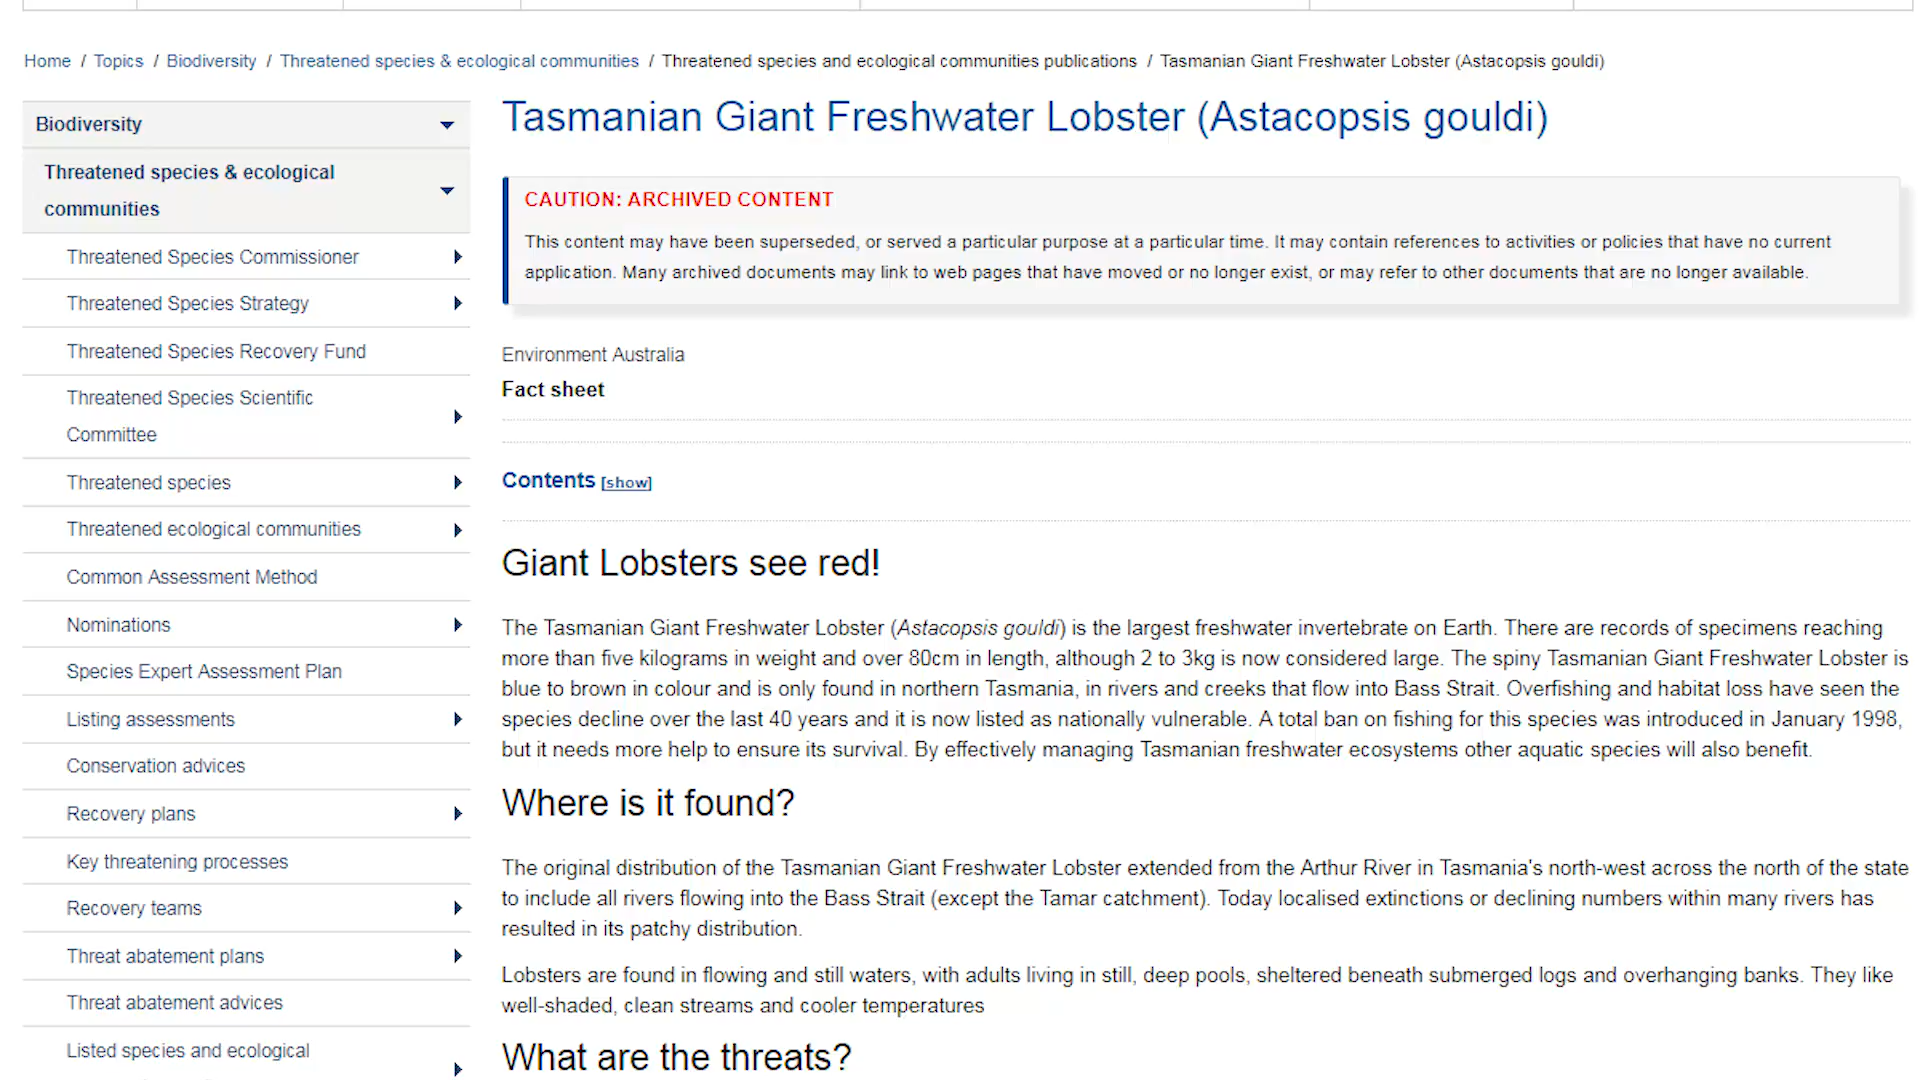 Home / Topics / Biodiversity / Threatened species & ecological communities / Threatened species and ecological communities publications / Tasmanian Giant Freshwater Lobster (Astacopsis gouldi)
Biodiversity
Threatened species & ecological
communities
Threatened Species Commissioner
Threatened Species Strategy
Threatened Species Recovery Fund
Threatened Species Scientific
Committee
Threatened species
Threatened ecological communities
Common Assessment Method
Nominations
Species Expert Assessment Plan
Listing assessments
Conservation advices
Recovery plans
Key threatening processes
Recovery teams
Threat abatement plans
Threat abatement advices
Listed species and ecological
Tasmanian Giant Freshwater Lobster (Astacopsis gouldi)
CAUTION: ARCHIVED CONTENT
This content may have been superseded, or served a particular purpose at a particular time. It may contain references to activities or policies that have no current
application. Many archived documents may link to web pages that have moved or no longer exist, or may refer to other documents that are no longer available.
Environment Australia
Fact sheet
Contents [show]
Giant Lobsters see red!
The Tasmanian Giant Freshwater Lobster (Astacopsis gouldi) is the largest freshwater invertebrate on Earth. There are records of specimens reaching
more than five kilograms in weight and over 80cm in length, although 2 to 3kg is now considered large. The spiny Tasmanian Giant Freshwater Lobster is
blue to brown in colour and is only found in northern Tasmania, in rivers and creeks that flow into Bass Strait. Overfishing and habitat loss have seen the
species decline over the last 40 years and it is now listed as nationally vulnerable. A total ban on fishing for this species was introduced in January 1998,
but it needs more help to ensure its survival. By effectively managing Tasmanian freshwater ecosystems other aquatic species will also benefit.
Where is it found?
The original distribution of the Tasmanian Giant Freshwater Lobster extended from the Arthur River in Tasmania's north-west across the north of the state
to include all rivers flowing into the Bass Strait (except the Tamar catchment). Today localised extinctions or declining numbers within many rivers has
resulted in its patchy distribution.
Lobsters are found in flowing and still waters, with adults living in still, deep pools, sheltered beneath submerged logs and overhanging banks. They like
well-shaded, clean streams and cooler temperatures
What are the threats?